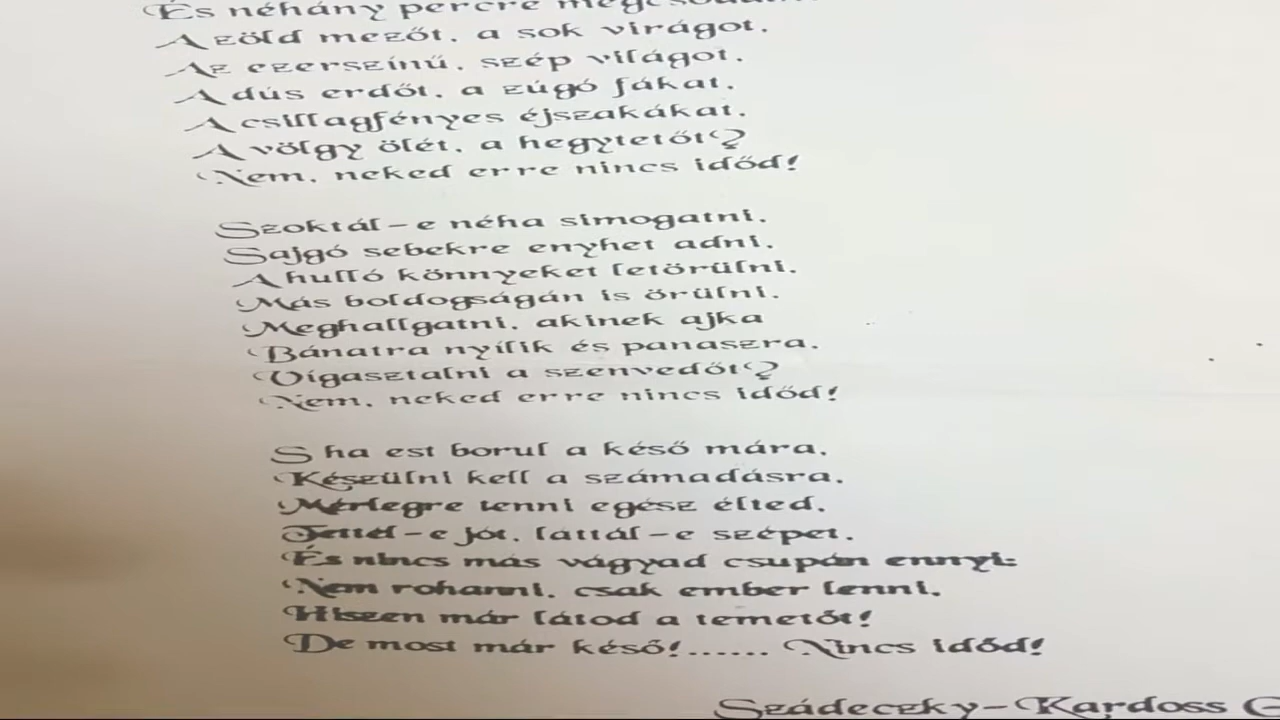 És néhány percre
A zöld mezőt, a sok virágot,
Az ezerszínű, szép világot,
A dús erdőt, a zúgó fákat,
A csillagfényes éjszakákat,
A völgy ölét, a hegytetőt?
Nem, neked erre nincs időd!
Szoktál-e néha simogatni,
Sajgó sebekre enyhet adni,
A hulló könnyeket letörülni,
Más boldogságán is örülni,
Meghallgatni, akinek ajka
Bánatra nyílik és panaszra,
Vigasztalni a szenvedőt?
Nem, neked erre nincs időd!
S ha est borul a késő mára,
Készülni kell a számadásra,
Mérlegre tenni egész élted,
Tettél-e jót, láttál-e szépet,
És nincs más vágyad csupán ennyi:
Nem rohanni, csak ember lenni,
Hiszen már látod a temetőt!
De most már késő!...... Nincs időd!
Szádeczky-Kardoss G